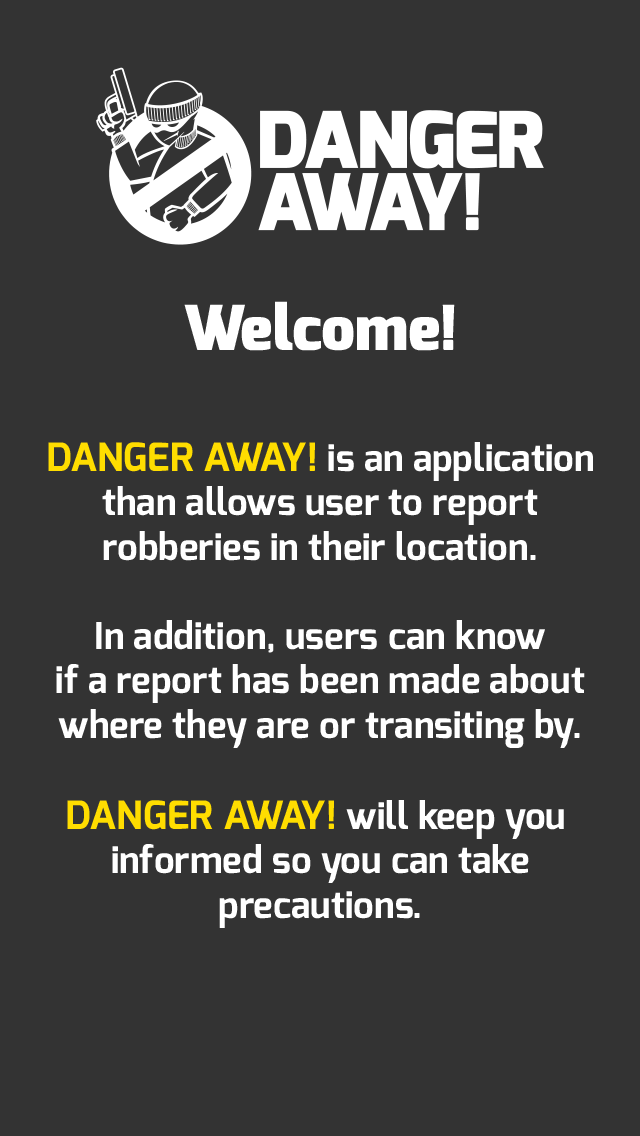 DANGER
AWAY!
Welcome!
DANGER AWAY! is an application
than allows user to report
robberies in their location.
In addition, users can know
if a report has been made about
where they are or transiting by.
DANGER AWAY! will keep you
informed so you can take
precautions.